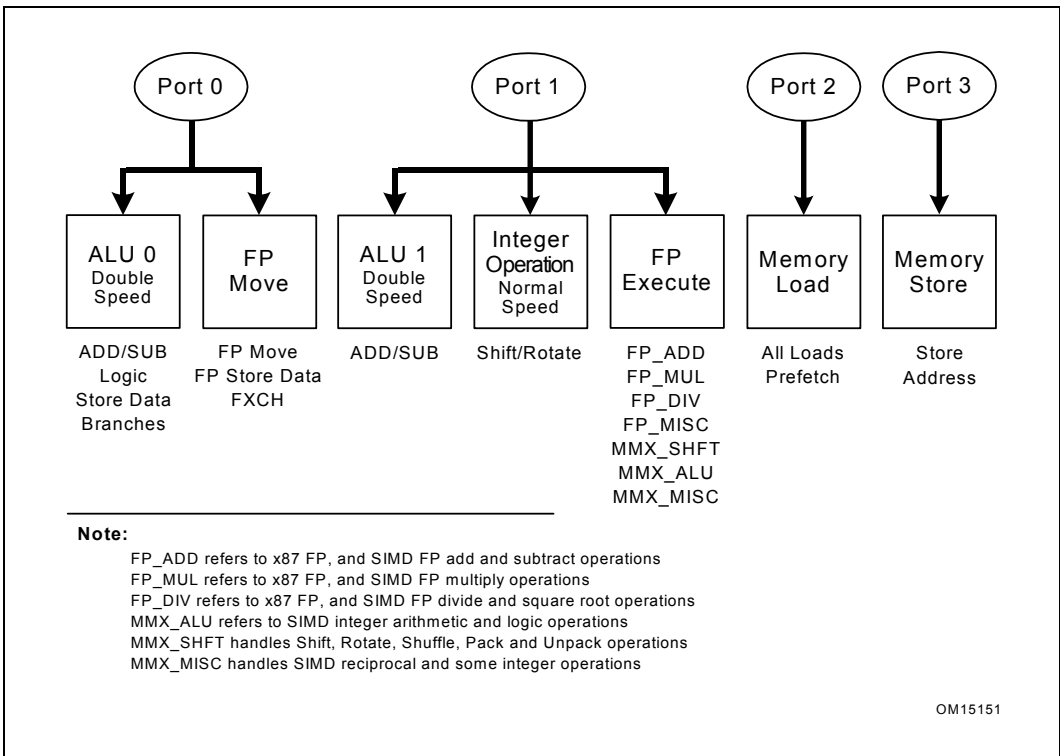 Port 0
Port 1
Port 2
Port 3
ALU 0
Double
Speed
FP
Move
ALU 1
Double
Speed
Integer
Operation
Normal
Speed
FP
Execute
Memory
Load
Memory
Store
ADD/SUB
Logic
Store Data
Branches
FP Move
FP Store Data
FXCH
ADD/SUB
Shift/Rotate
FP_ADD
FP_MUL
FP_DIV
FP_MISC
MMX_SHFT
MMX_ALU
MMX_MISC
All Loads
Prefetch
Store
Address
Note:
FP_ADD refers to x87 FP, and SIMD FP add and subtract operations
FP_MUL refers to x87 FP, and SIMD FP multiply operations
FP_DIV refers to x87 FP, and SIMD FP divide and square root operations
MMX_ALU refers to SIMD integer arithmetic and logic operations
MMX_SHFT handles Shift, Rotate, Shuffle, Pack and Unpack operations
MMX_MISC handles SIMD reciprocal and some integer operations
OM15151